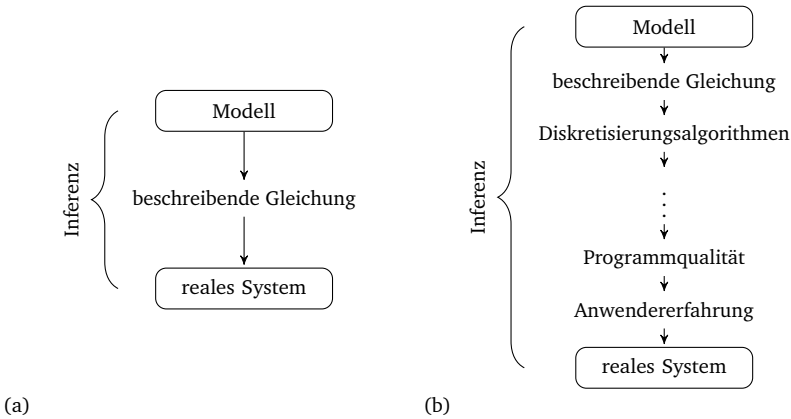 Modell
beschreibende Gleichung
reales System
Inferenz
(a)
Modell
beschreibende Gleichung
Diskretisierungsalgorithmen
Programmqualität
Anwendererfahrung
reales System
Inferenz
(b)